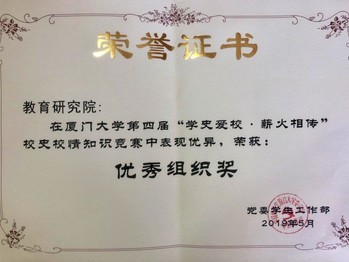 荣誉证书
教育研究院:
在厦门大学第四届“学史爱校·薪火相传”
校史校情知识竞赛中表现优异，荣获:
优秀组织奖
党委学生工作部
2019年5月